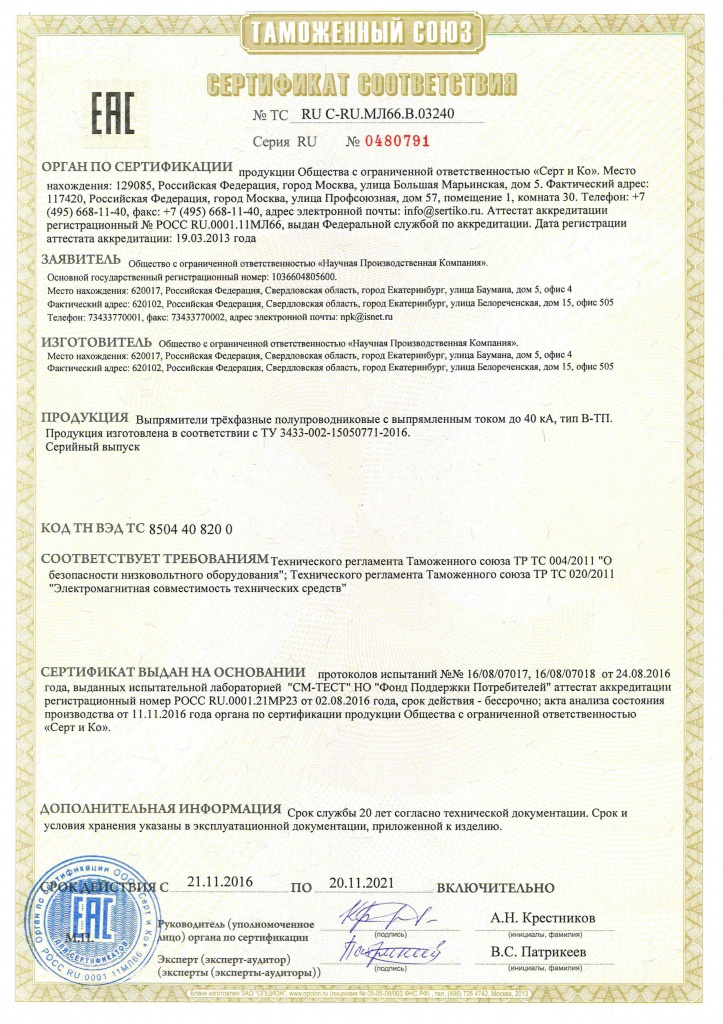 ТАМОЖЕННЫЙ СОЮЗ
СЕРТИФИКАТ СООТВЕТСТВИЯ
ЕАС
№ ТС RU C-RU.МЛ66.В.03240
Серия RU № 0480791
ОРГАН ПО СЕРТИФИКАЦИИ продукции Общества с ограниченной ответственностью «Серт и Ко». Место
нахождения: 129085, Российская Федерация, город Москва, улица Большая Марьинская, дом 5. Фактический адрес:
117420, Российская Федерация, город Москва, улица Профсоюзная, дом 57, помещение 1, комната 30. Телефон: +7
(495) 668-11-40, факс: +7 (495) 668-11-40, адрес электронной почты: info@sertiko.ru. Аттестат аккредитации
регистрационный № РОСС RU.0001.11МЛ66, выдан Федеральной службой по аккредитации. Дата регистрации
аттестата аккредитации: 19.03.2013 года
ЗАЯВИТЕЛЬ Общество с ограниченной ответственностью «Научная Производственная Компания».
Основной государственный регистрационный номер: 1036604805600.
Место нахождения: 620017, Российская Федерация, Свердловская область, город Екатеринбург, улица Баумана, дом 5, офис 4
Фактический адрес: 620102, Российская Федерация, Свердловская область, город Екатеринбург, улица Белореченская, дом 15, офис 505
Телефон: 73433770001, факс: 73433770002, адрес электронной почты: npk@isnet.ru
ИЗГОТОВИТЕЛЬ Общество с ограниченной ответственностью «Научная Производственная Компания».
Место нахождения: 620017, Российская Федерация, Свердловская область, город Екатеринбург, улица Баумана, дом 5, офис 4
Фактический адрес: 620102, Российская Федерация, Свердловская область, город Екатеринбург, улица Белореченская, дом 15, офис 505
ПРОДУКЦИЯ Выпрямители трёхфазные полупроводниковые с выпрямленным током до 40 кА, тип В-ТП.
Продукция изготовлена в соответствии с ТУ 3433-002-15050771-2016.
Серийный выпуск
КОД ТН ВЭД ТС 8504 40 820 0
СООТВЕТСТВУЕТ ТРЕБОВАНИЯМ Технического регламента Таможенного союза ТР ТС 004/2011 "О
безопасности низковольтного оборудования"; Технического регламента Таможенного союза ТР ТС 020/2011
"Электромагнитная совместимость технических средств"
СЕРТИФИКАТ ВЫДАН НА ОСНОВАНИИ протоколов испытаний №№ 16/08/07017, 16/08/07018 от 24.08.2016
года, выданных испытательной лабораторией "СМ-ТЕСТ" НО "Фонд Поддержки Потребителей" аттестат аккредитации
регистрационный номер РОСС RU.0001.21МР23 от 02.08.2016 года, срок действия - бессрочно; акта анализа состояния
производства от 11.11.2016 года органа по сертификации продукции Общества с ограниченной ответственностью
«Серт и Ко».
ДОПОЛНИТЕЛЬНАЯ ИНФОРМАЦИЯ Срок службы 20 лет согласно технической документации. Срок и
условия хранения указаны в эксплуатационной документации, приложенной к изделию.
СРОК ДЕЙСТВИЯ С 21.11.2016 ПО 20.11.2021 ВКЛЮЧИТЕЛЬНО
Орган по сертификации ООО «Серт и Ко»
ЕАС
ДЛЯ СЕРТИФИКАТОВ
РОСС RU 0001 11МЛ66
М.П.
Руководитель (уполномоченное
лицо) органа по сертификации
(подпись)
А.Н. Крестников
(инициалы, фамилия)
Эксперт (эксперт-аудитор)
(эксперты (эксперты-аудиторы))
Патрикеев
(подпись)
В.С. Патрикеев
(инициалы, фамилия)
Бланк изготовлен ЗАО "ОПЦИОН", www.opcion.ru (лицензия № 05-05-09/003 ФНС РФ), тел. (495) 726 4742, Москва, 2013